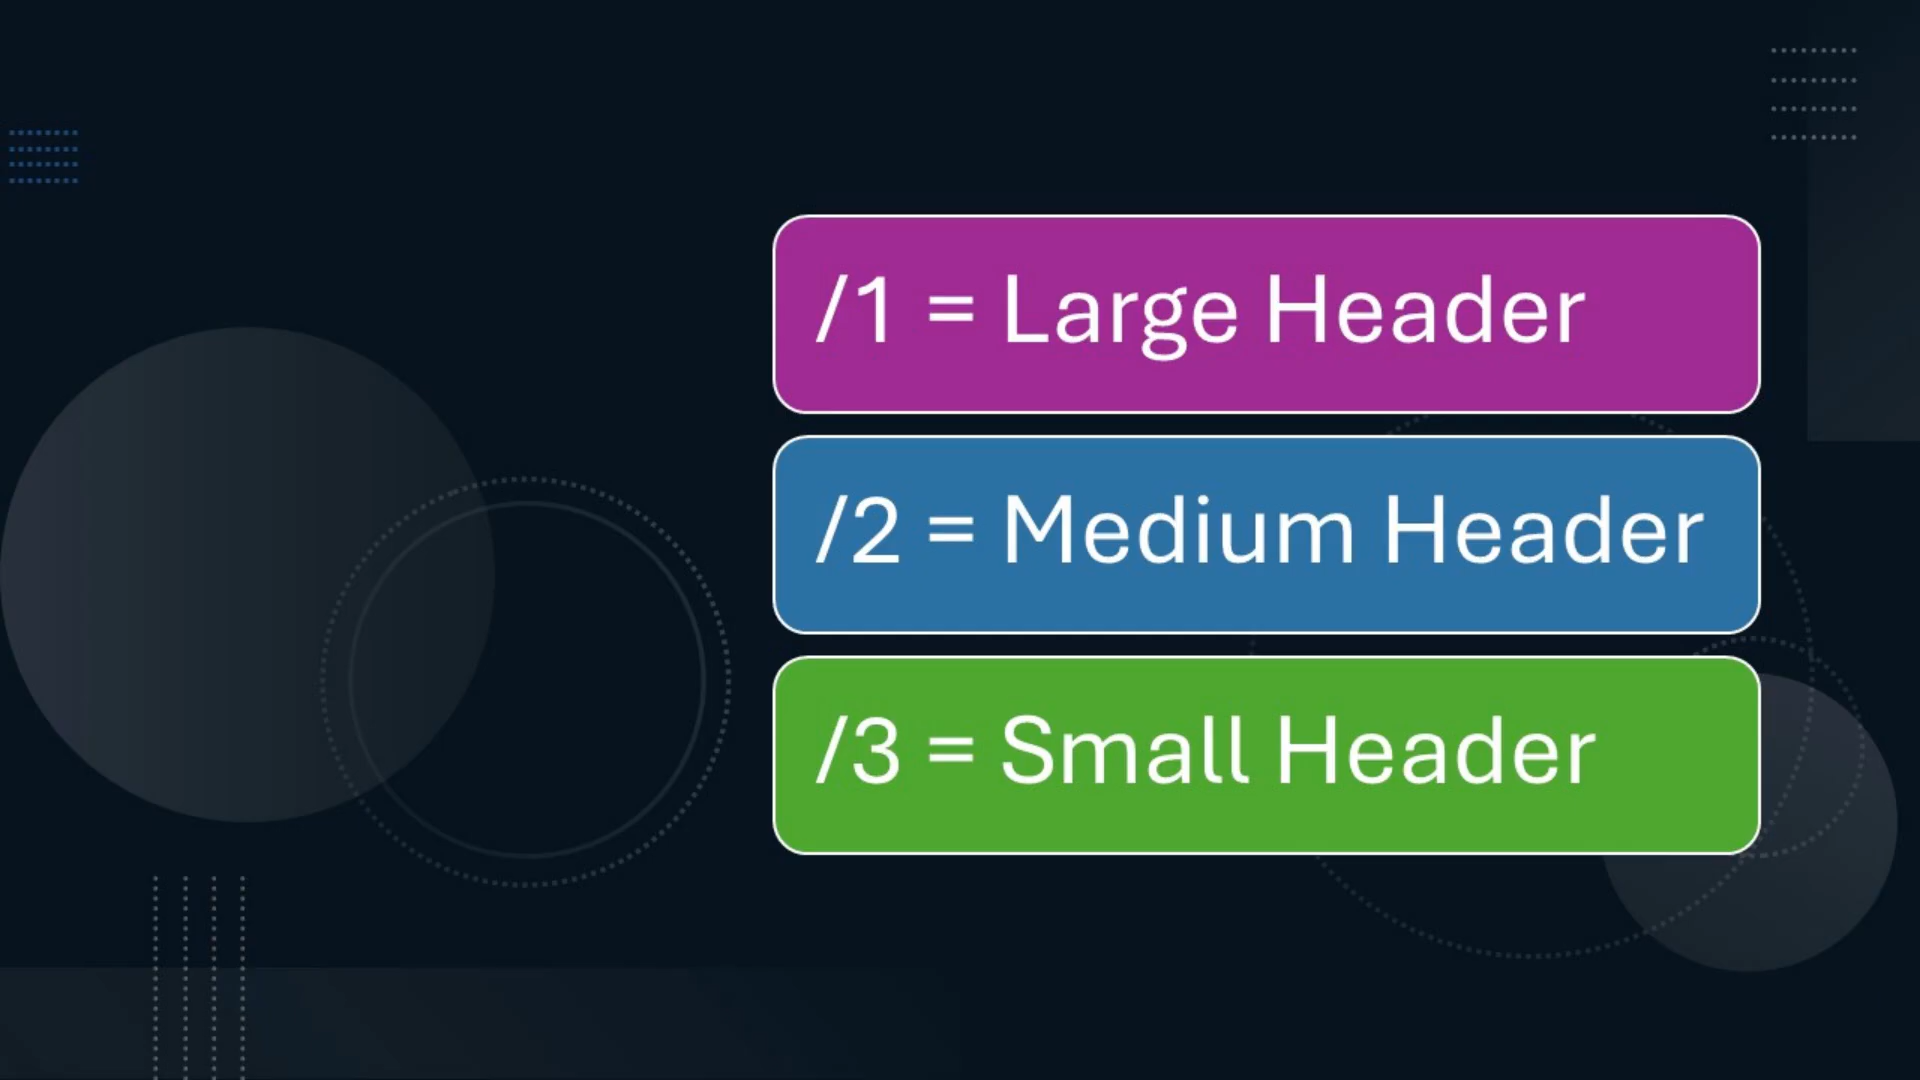 /1 = Large Header
/2 = Medium Header
/3 = Small Header